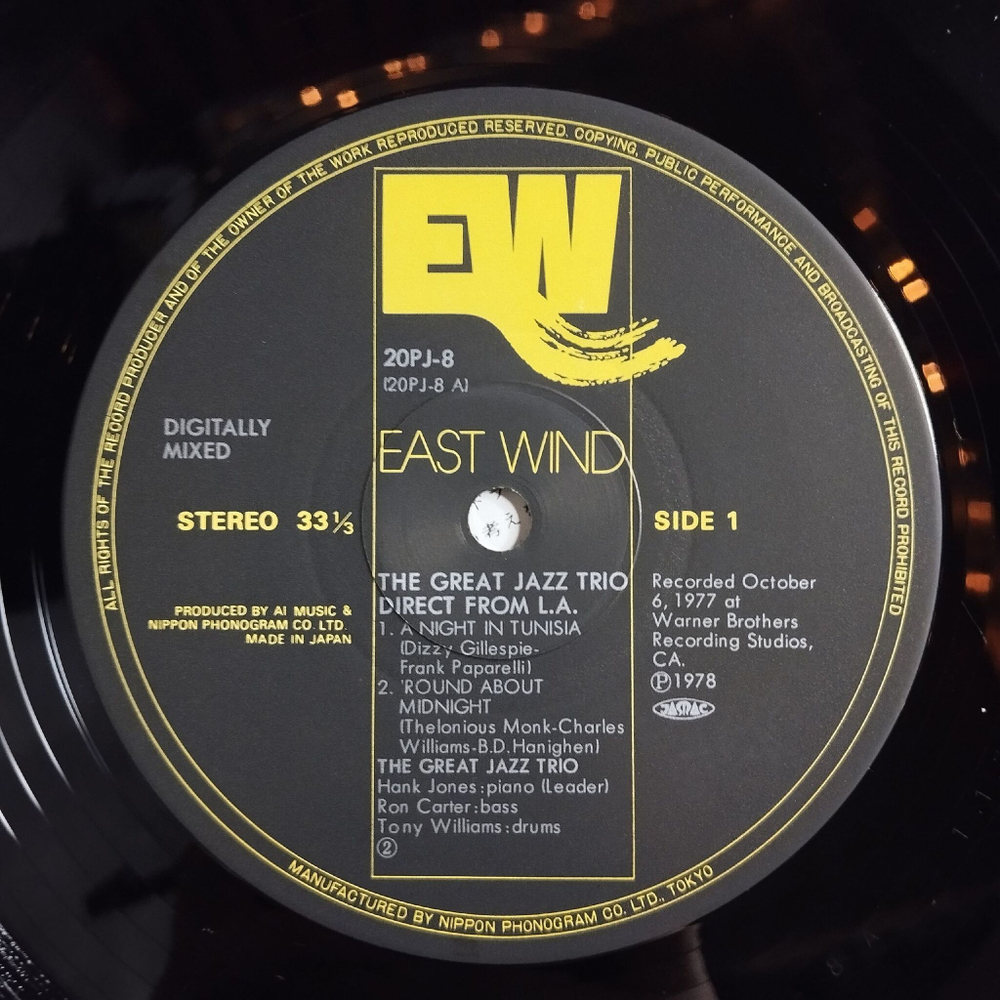 ALL RIGHTS OF THE RECORD PRODUCER AND OF THE OWNER OF THE WORK REPRODUCED RESERVED. COPYING, PUBLIC PERFORMANCE AND BROADCASTING OF THIS RECORD PROHIBITED
EW
20PJ-8
(20PJ-8 A)
DIGITALLY
MIXED
EAST WIND
STEREO 33⅓
SIDE 1
考え
PRODUCED BY AI MUSIC &
NIPPON PHONOGRAM CO. LTD.
MADE IN JAPAN
THE GREAT JAZZ TRIO
DIRECT FROM L.A.
1. A NIGHT IN TUNISIA
(Dizzy Gillespie-
Frank Paparelli)
2. 'ROUND ABOUT
MIDNIGHT
(Thelonious Monk-Charles
Williams-B.D.Hanighen)
THE GREAT JAZZ TRIO
Hank Jones:piano (Leader)
Ron Carter:bass
Tony Williams:drums
②
Recorded October
6, 1977 at
Warner Brothers
Recording Studios,
CA.
Ⓟ1978
JASRAC
MANUFACTURED BY NIPPON PHONOGRAM CO. LTD., TOKYO